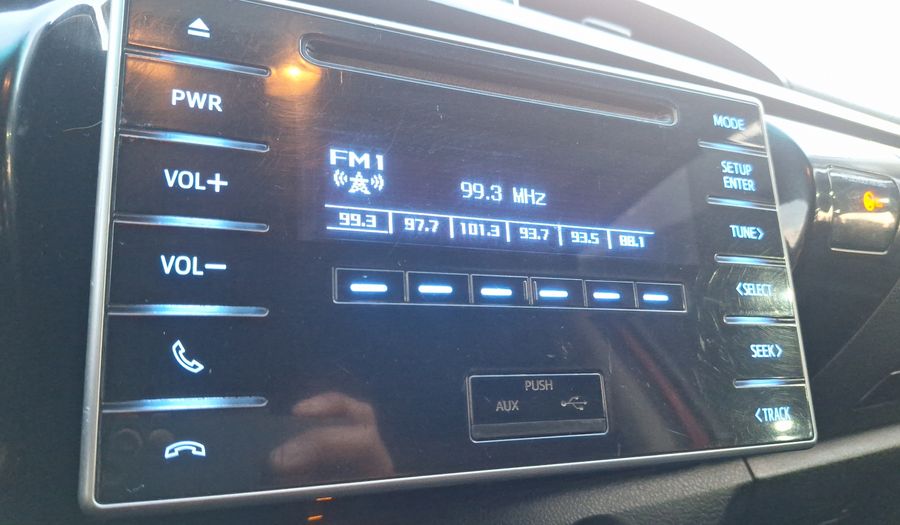 PWR
VOL+
VOL-
FM1
99.3 MHz
99.3 97.7 101.3 93.7 93.5 88.1
PUSH
AUX
MODE
SETUP
ENTER
TUNE>
<SELECT
SEEK>
<TRACK